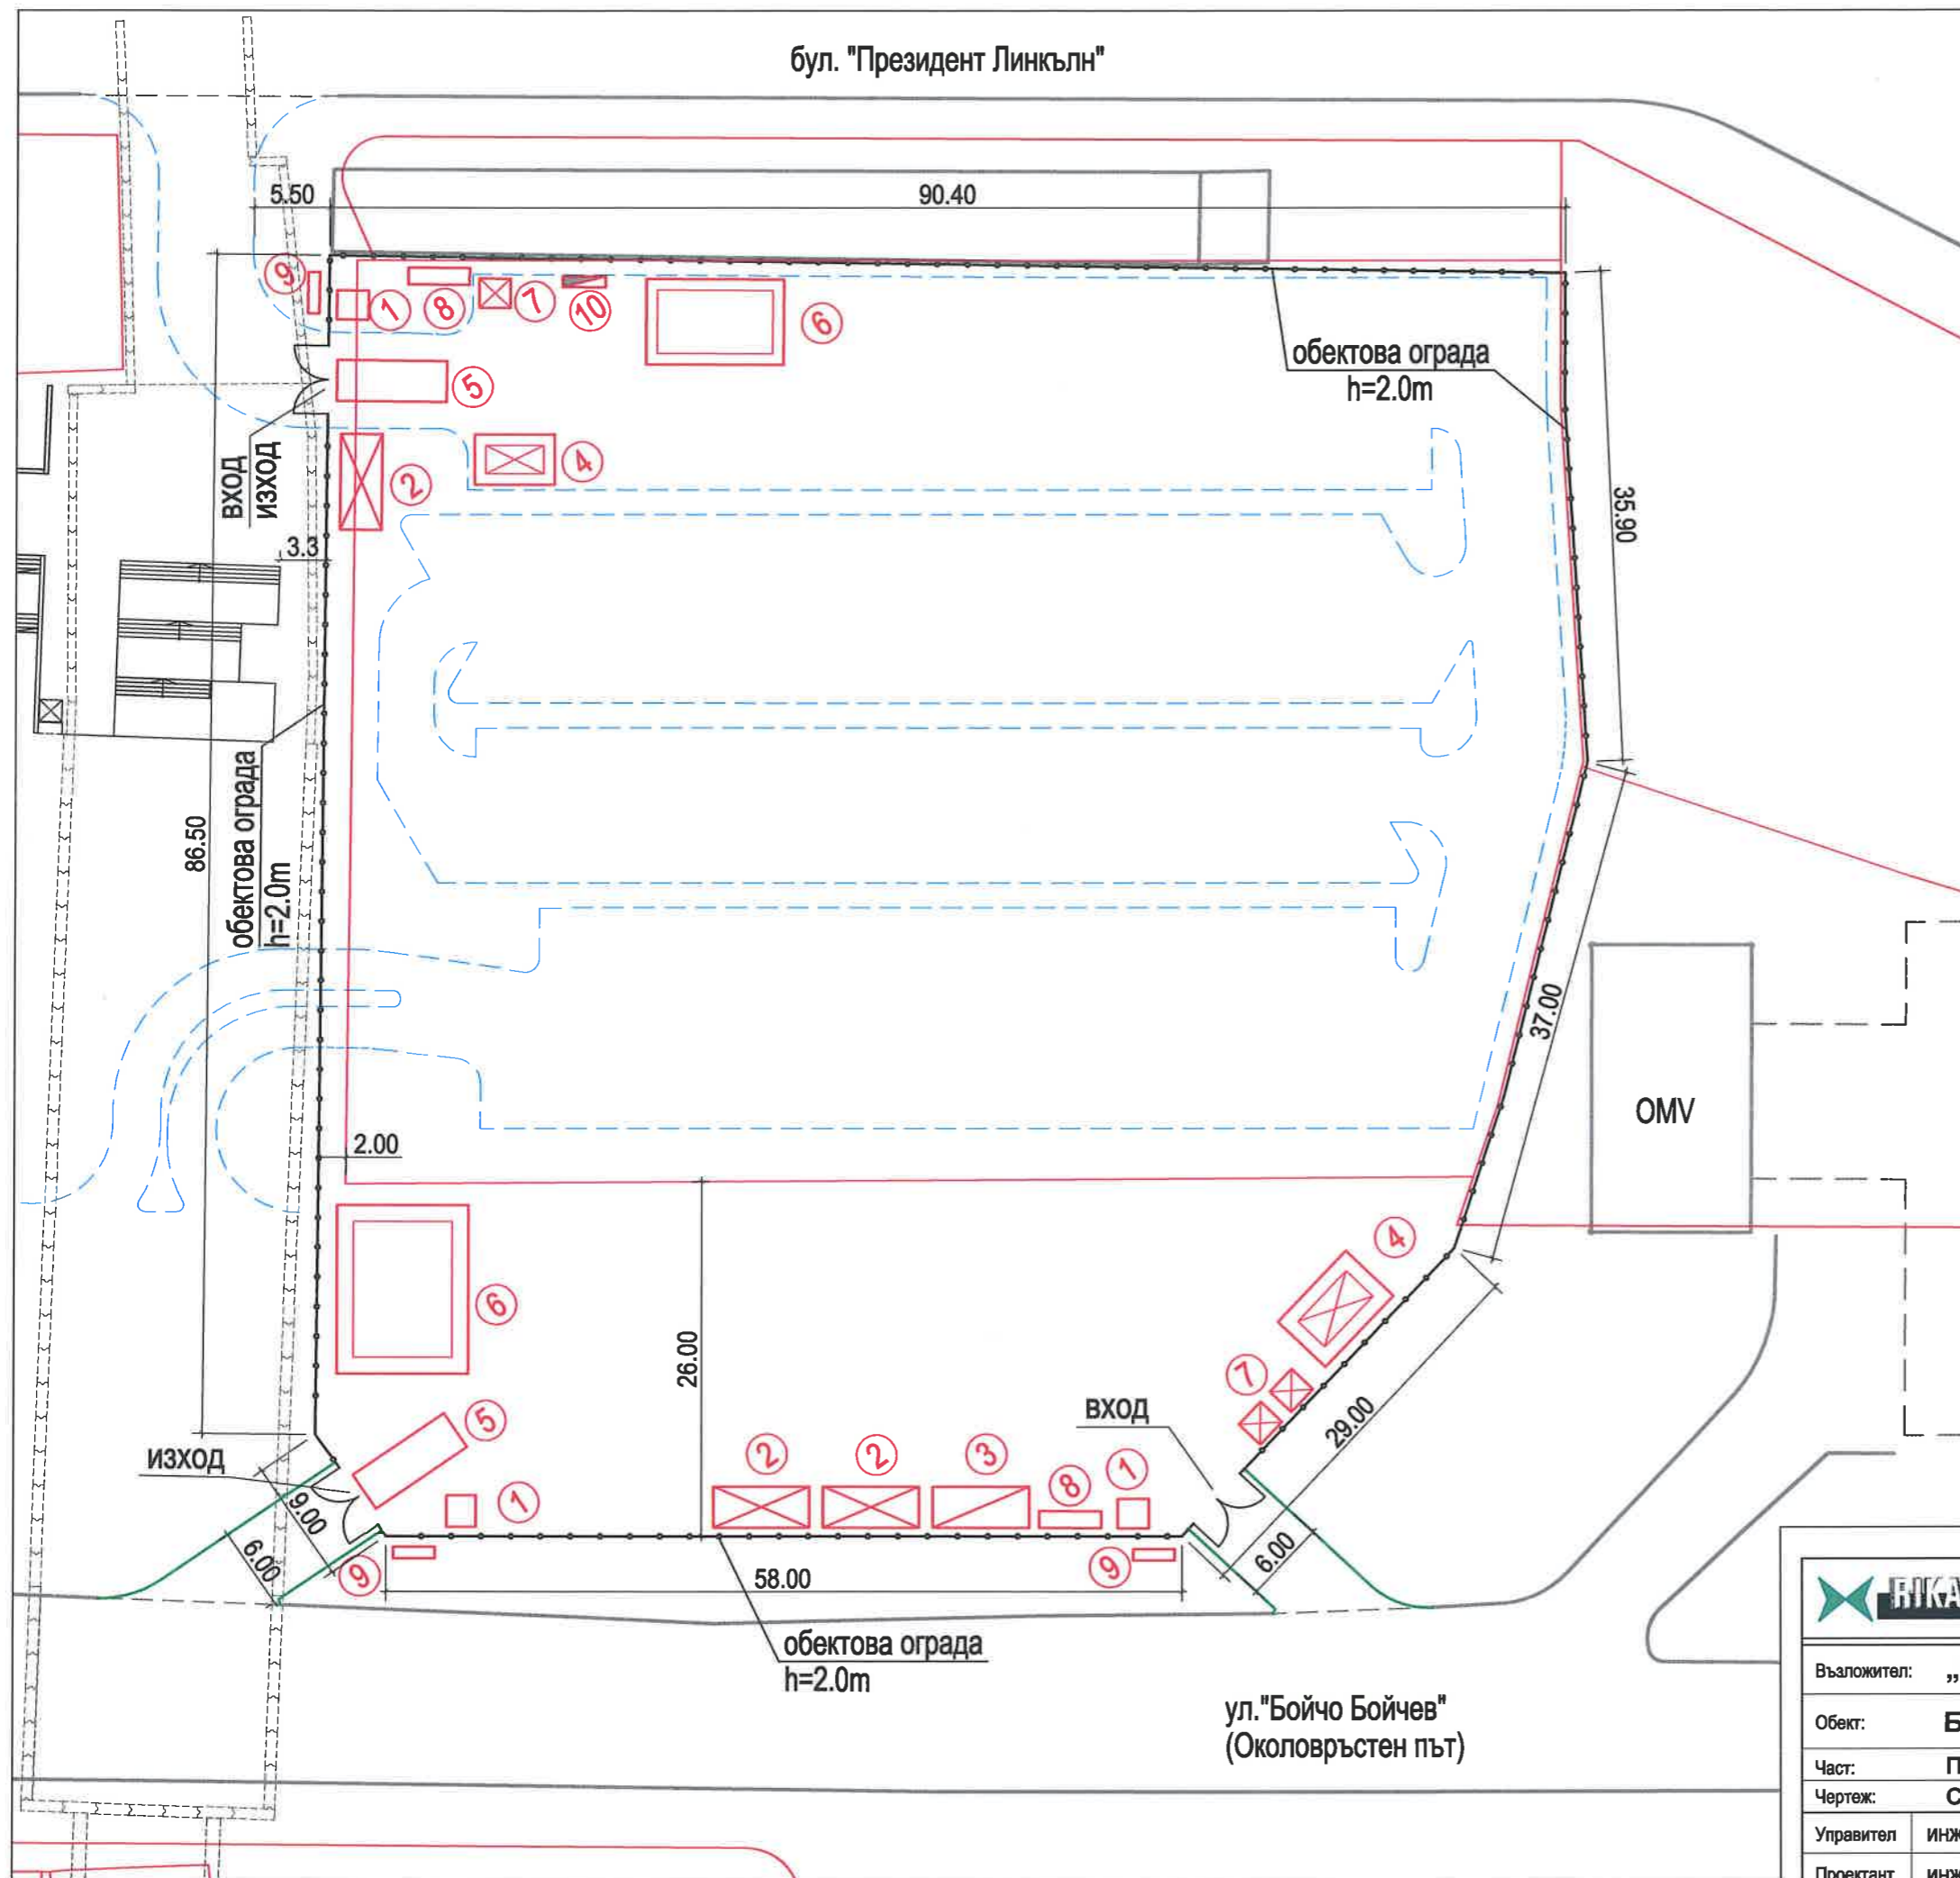 бул. "Президент Линкълн"
5.50
90.40
9
1
8
7
10
6
обектова ограда
h=2.0m
5
ВХОД
ИЗХОД
2
4
35.90
3.3
86.50
обектова ограда
h=2.0m
37.00
OMV
2.00
26.00
6
4
7
29.00
ВХОД
5
ИЗХОД
1
2
2
3
8
1
9.00
6.00
9
9
6.00
58.00
обектова ограда
h=2.0m
ул."Бойчо Бойчев"
(Околовръстен път)
Възложител: „
Обект:
Част:
Чертеж:
Управител
Проектант